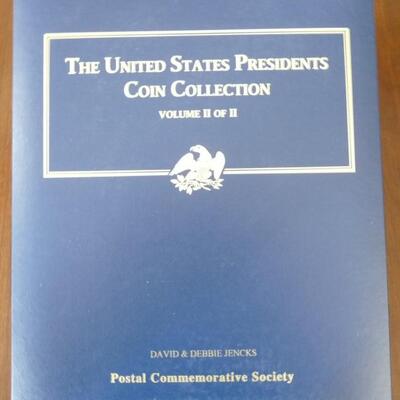 THE UNITED STATES PRESIDENTS
COIN COLLECTION
VOLUME II OF II
DAVID & DEBBIE JENCKS
Postal Commemorative Society